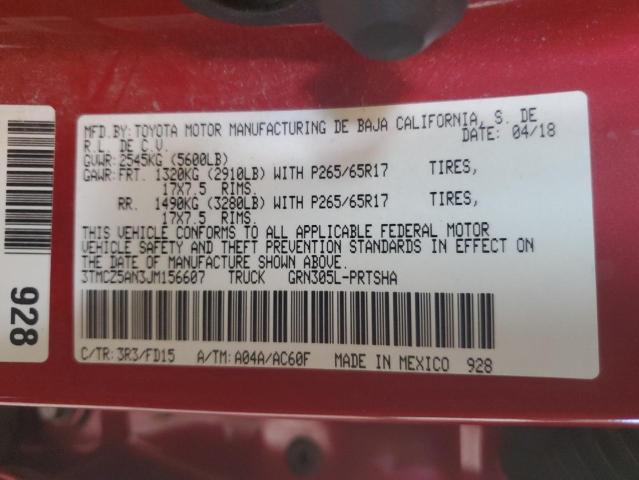 MFD.BY:TOYOTA MOTOR MANUFACTURING DE BAJA CALIFORNIA, S. DE
R.L. DE C.V. DATE: 04/18
GVWR:2545KG (5600LB)
GAWR:FRT. 1320KG (2910LB) WITH P265/65R17 TIRES,
17X7.5 RIMS.
RR. 1490KG (3280LB) WITH P265/65R17 TIRES,
17X7.5 RIMS.
THIS VEHICLE CONFORMS TO ALL APPLICABLE FEDERAL MOTOR
VEHICLE SAFETY AND THEFT PREVENTION STANDARDS IN EFFECT ON
THE DATE OF MANUFACTURE SHOWN ABOVE.
3TMCZ5AN3JM156607 TRUCK GRN305L-PRTSHA
C/TR:3R3/FD15 A/TM:A04A/AC60F MADE IN MEXICO 928
928